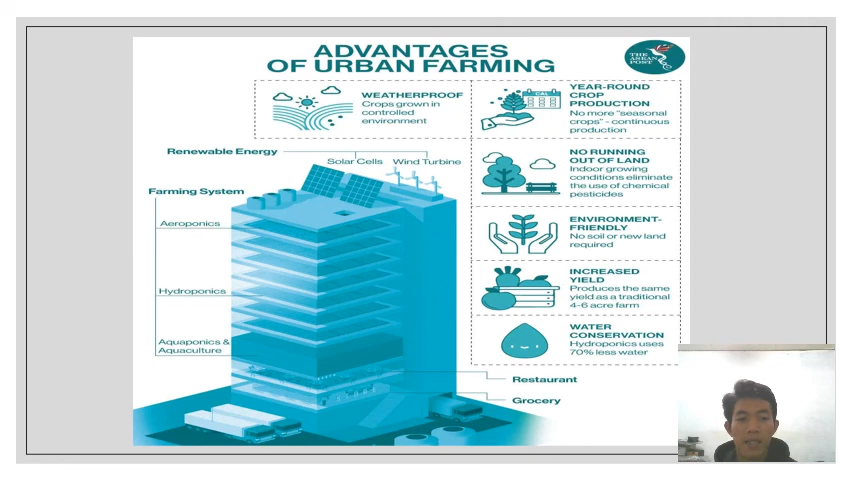 ADVANTAGES
OF URBAN FARMING
THE
ASEAN
POST
WEATHERPROOF
Crops grown in
controlled
environment
YEAR-ROUND
CROP
PRODUCTION
No more "seasonal
crops" - continuous
production
Renewable Energy
Solar Cells
Wind Turbine
NO RUNNING
OUT OF LAND
Indoor growing
conditions eliminate
the use of chemical
pesticides
Farming System
Aeroponics
Hydroponics
Aquaponics &
Aquaculture
ENVIRONMENT-
FRIENDLY
No soil or new land
required
INCREASED
YIELD
Produces the same
yield as a traditional
4-6 acre farm
WATER
CONSERVATION
Hydroponics uses
70% less water
Restaurant
Grocery